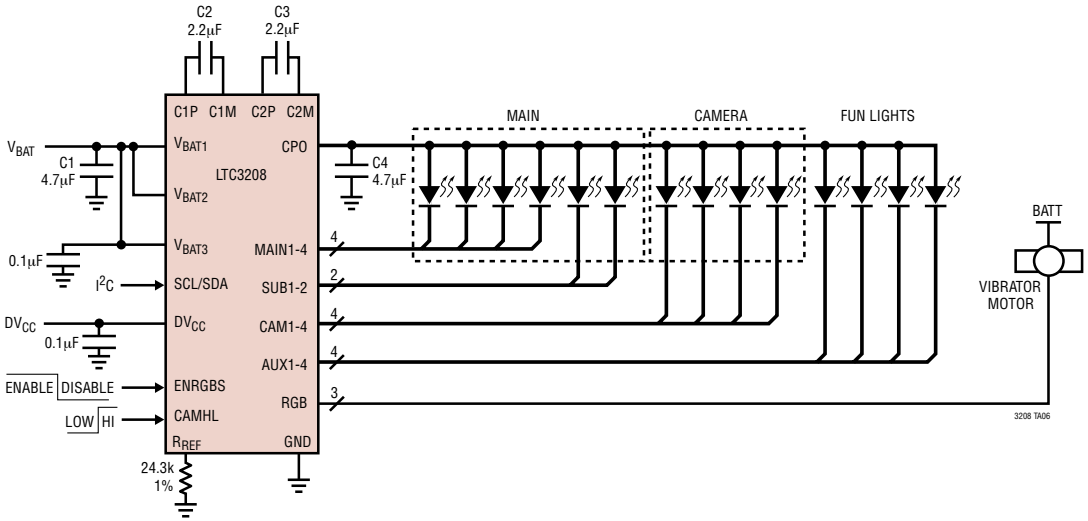 C2
2.2µF
C3
2.2µF
C1P C1M C2P C2M
MAIN
CAMERA
FUN LIGHTS
VBAT
VBAT1
CPO
C1
4.7µF
LTC3208
C4
4.7µF
VBAT2
VBAT3
0.1µF
MAIN1-4
4
I²C
SCL/SDA
SUB1-2
2
DVCC
DVCC
0.1µF
CAM1-4
4
AUX1-4
4
ENABLE DISABLE
ENRGBS
RGB
3
LOW HI
CAMHL
RREF
GND
24.3k
1%
BATT
VIBRATOR
MOTOR
3208 TA06